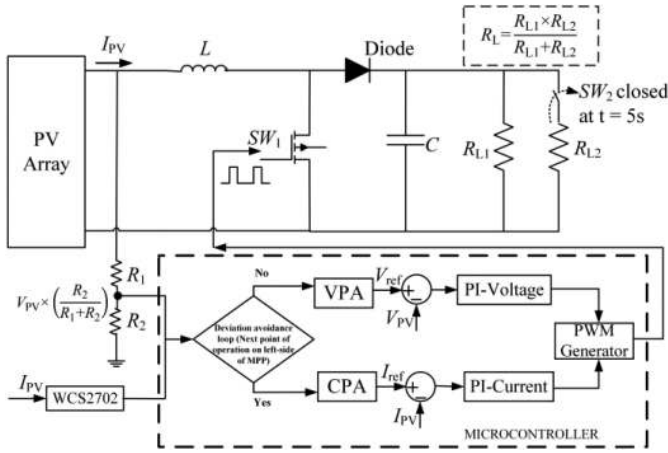 I_PV
L
Diode
R_L = (R_L1 × R_L2) / (R_L1 + R_L2)
PV
Array
SW_1
C
R_L1
R_L2
SW_2 closed
at t = 5s
R_1
V_PV × (R_2 / (R_1 + R_2))
R_2
I_PV
WCS2702
Deviation avoidance
loop (Next point of
operation on left-side
of MPP)
No
Yes
VPA
V_ref
+
−
V_PV
PI-Voltage
CPA
I_ref
+
−
I_PV
PI-Current
PWM
Generator
MICROCONTROLLER